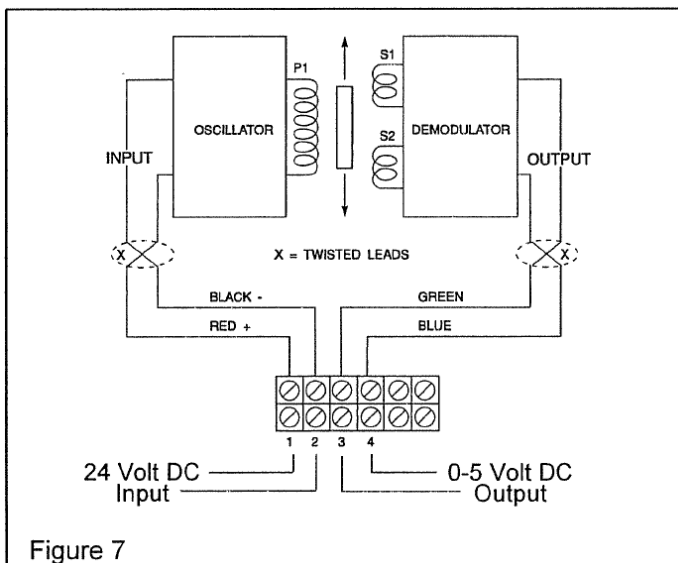 P1
S1
S2
OSCILLATOR
DEMODULATOR
INPUT
OUTPUT
X
X = TWISTED LEADS
X
BLACK -
GREEN
RED +
BLUE
1 2 3 4
24 Volt DC
Input
0-5 Volt DC
Output
Figure 7